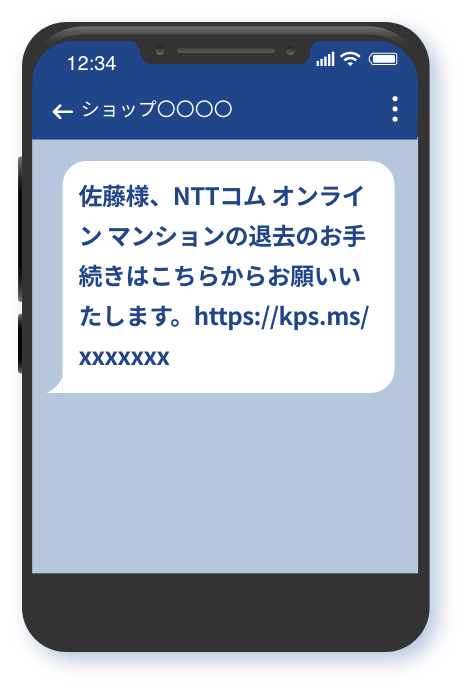 12:34
ショップ〇〇〇〇
佐藤様、NTTコム オンライ
ン マンションの退去のお手
続きはこちらからお願いい
たします。https://kps.ms/
xxxxxxx